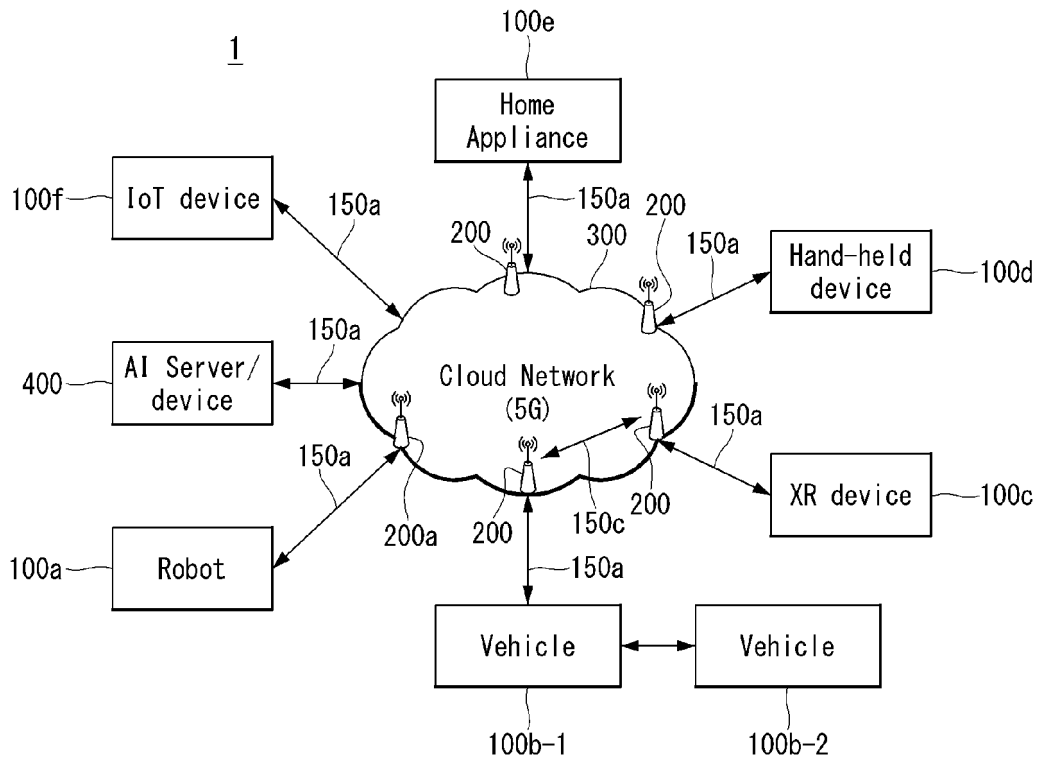 100e
1
Home
Appliance
100f
IoT device
150a
150a
200
300
200
150a
Hand-held
device
100d
400
AI Server/
device
150a
Cloud Network
(5G)
150a
150a
200a
200
150c
200
XR device
100c
100a
Robot
150a
Vehicle
Vehicle
100b-1
100b-2